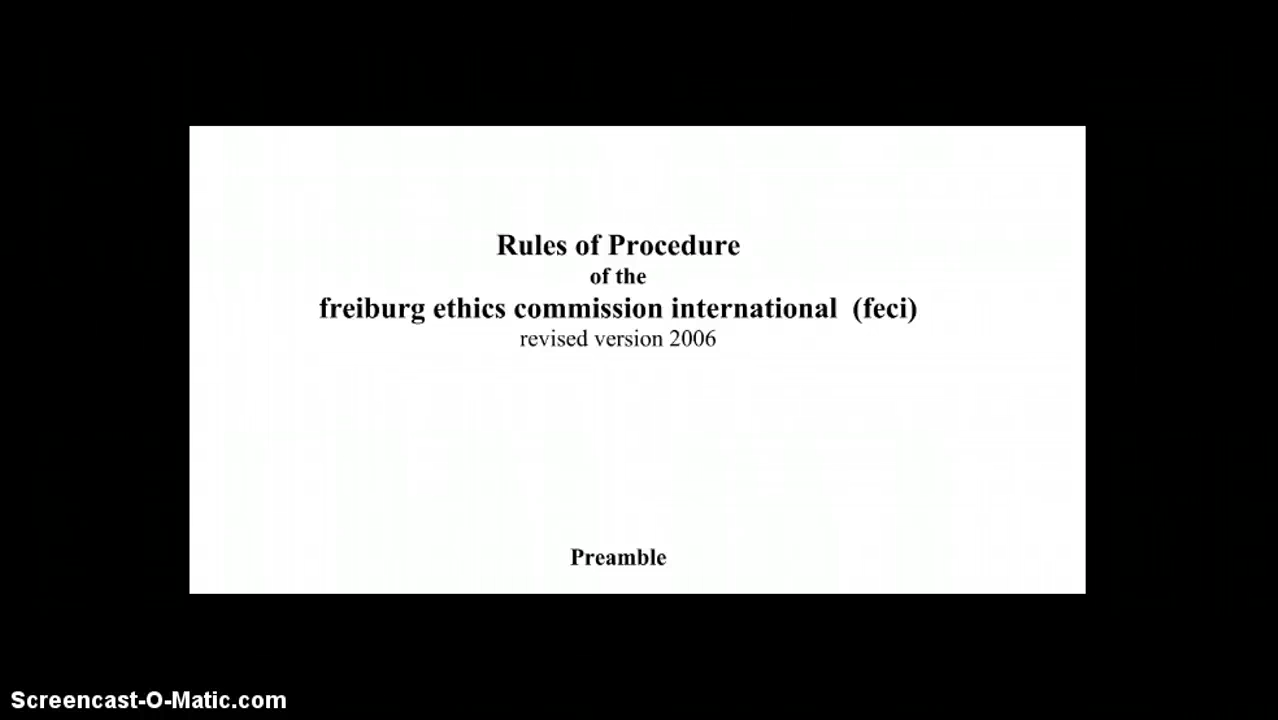 Rules of Procedure
of the
freiburg ethics commission international (feci)
revised version 2006
Preamble
Screencast-O-Matic.com